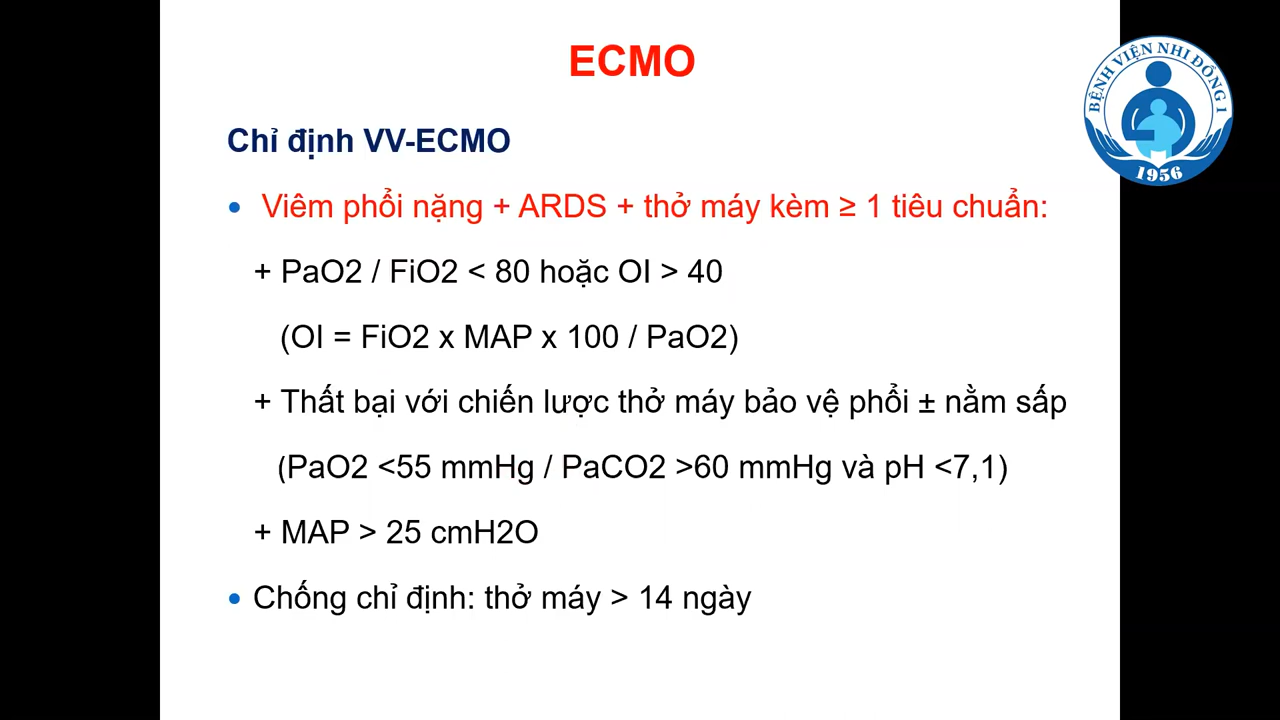 ECMO
BỆNH VIỆN NHI ĐỒNG 1
1956
Chỉ định VV-ECMO
• Viêm phổi nặng + ARDS + thở máy kèm ≥ 1 tiêu chuẩn:
+ PaO2 / FiO2 < 80 hoặc OI > 40
(OI = FiO2 x MAP x 100 / PaO2)
+ Thất bại với chiến lược thở máy bảo vệ phổi ± nằm sấp
(PaO2 <55 mmHg / PaCO2 >60 mmHg và pH <7,1)
+ MAP > 25 cmH2O
• Chống chỉ định: thở máy > 14 ngày